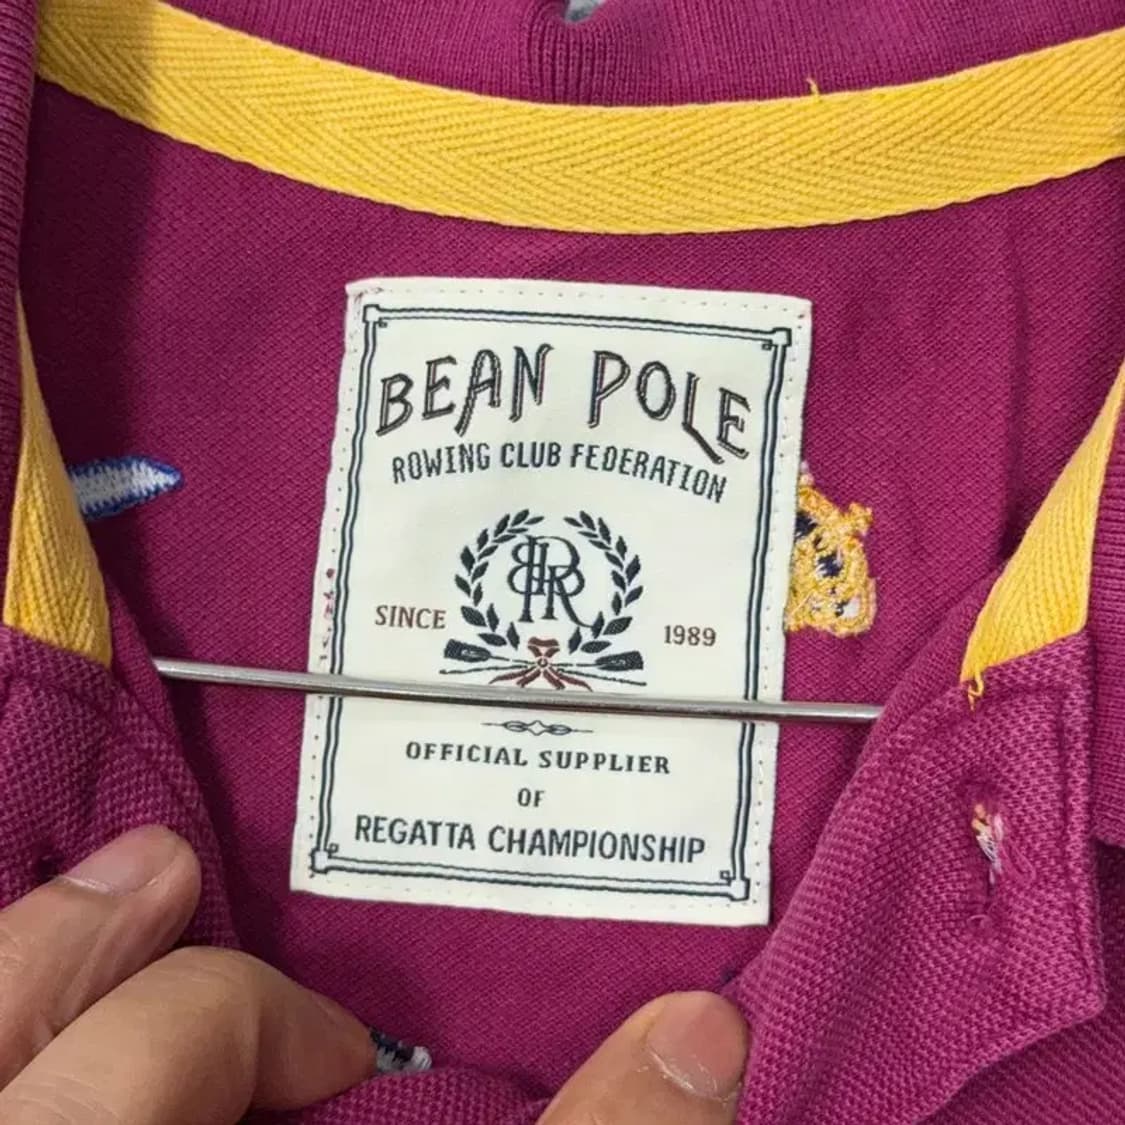 BEAN POLE
ROWING CLUB FEDERATION
SINCE 1989
OFFICIAL SUPPLIER
OF
REGATTA CHAMPIONSHIP